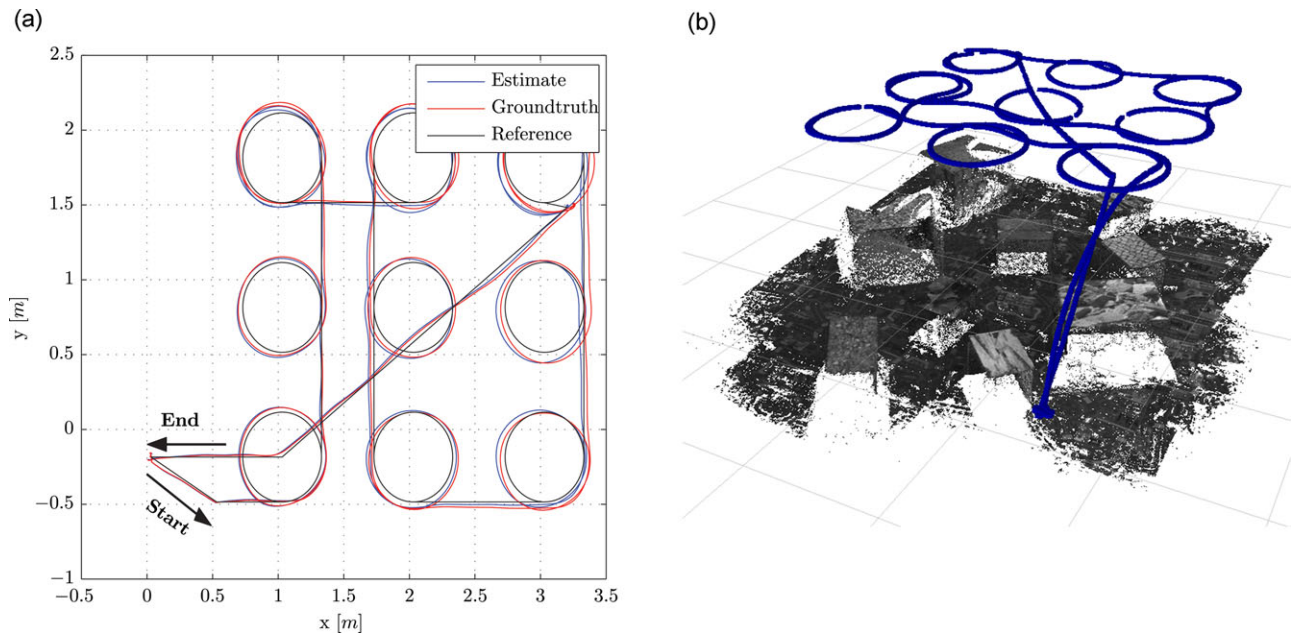 (a)
(b)
2.5
2
1.5
1
0.5
0
−0.5
−1
y [m]
Estimate
Groundtruth
Reference
End
Start
−0.5 0 0.5 1 1.5 2 2.5 3 3.5
x [m]